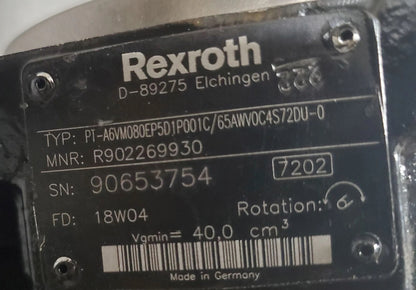 Rexroth
D-89275 Elchingen
TYP: PT-A6VM080EP5D1P001C/65AWV0C4S72DU-0
MNR: R902269930
SN: 90653754
7202
FD: 18W04
Rotation:
Vgmin= 40,0 cm³
Made in Germany